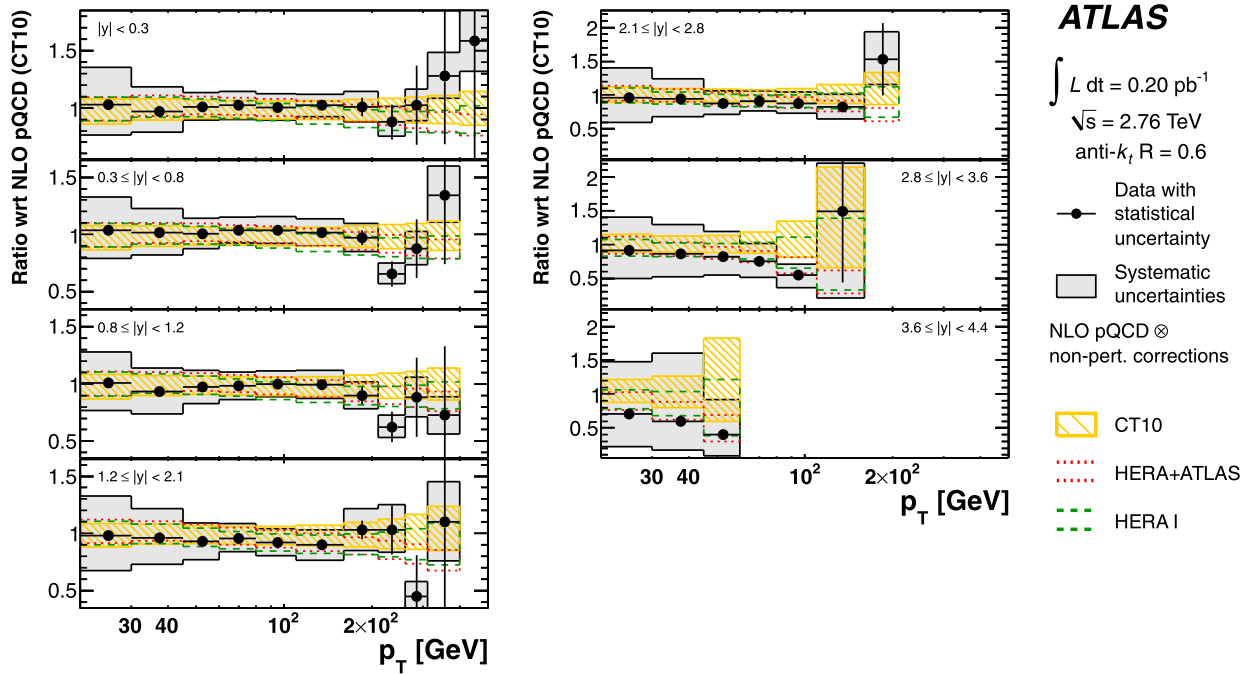 Ratio wrt NLO pQCD (CT10)
|y| < 0.3
1.5
1
0.3 ≤ |y| < 0.8
1.5
1
0.5
0.8 ≤ |y| < 1.2
1.5
1
0.5
1.2 ≤ |y| < 2.1
1.5
1
0.5
30 40 10² 2×10²
p_T [GeV]
Ratio wrt NLO pQCD (CT10)
2.1 ≤ |y| < 2.8
2
1.5
1
0.5
2.8 ≤ |y| < 3.6
2
1.5
1
0.5
3.6 ≤ |y| < 4.4
2
1.5
1
0.5
30 40 10² 2×10²
p_T [GeV]
ATLAS
∫ L dt = 0.20 pb⁻¹
√s = 2.76 TeV
anti-k_t R = 0.6
Data with
statistical
uncertainty
Systematic
uncertainties
NLO pQCD ⊗
non-pert. corrections
CT10
HERA+ATLAS
HERA I